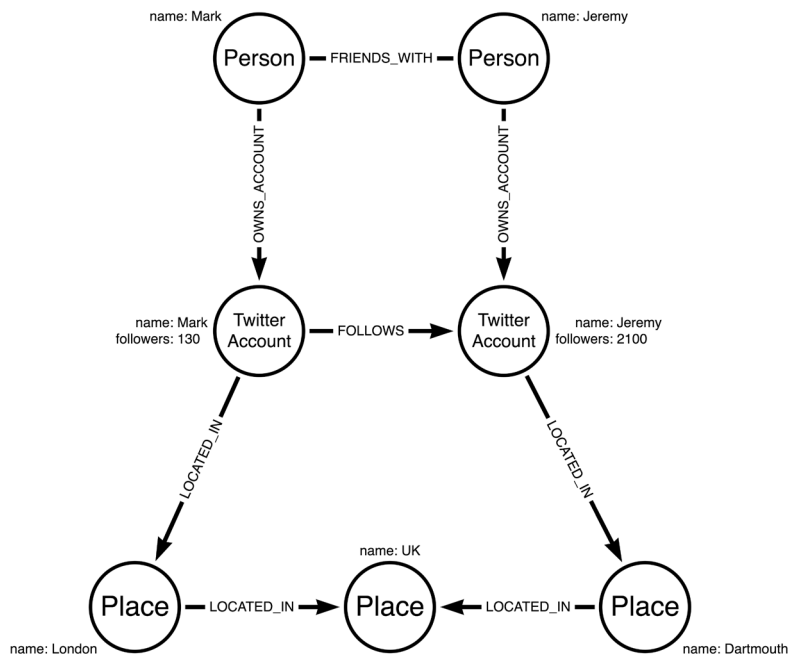 name: Mark
name: Jeremy
Person
FRIENDS_WITH
Person
OWNS_ACCOUNT
OWNS_ACCOUNT
name: Mark
followers: 130
Twitter
Account
FOLLOWS
Twitter
Account
name: Jeremy
followers: 2100
LOCATED_IN
LOCATED_IN
name: UK
Place
LOCATED_IN
Place
LOCATED_IN
Place
name: London
name: Dartmouth